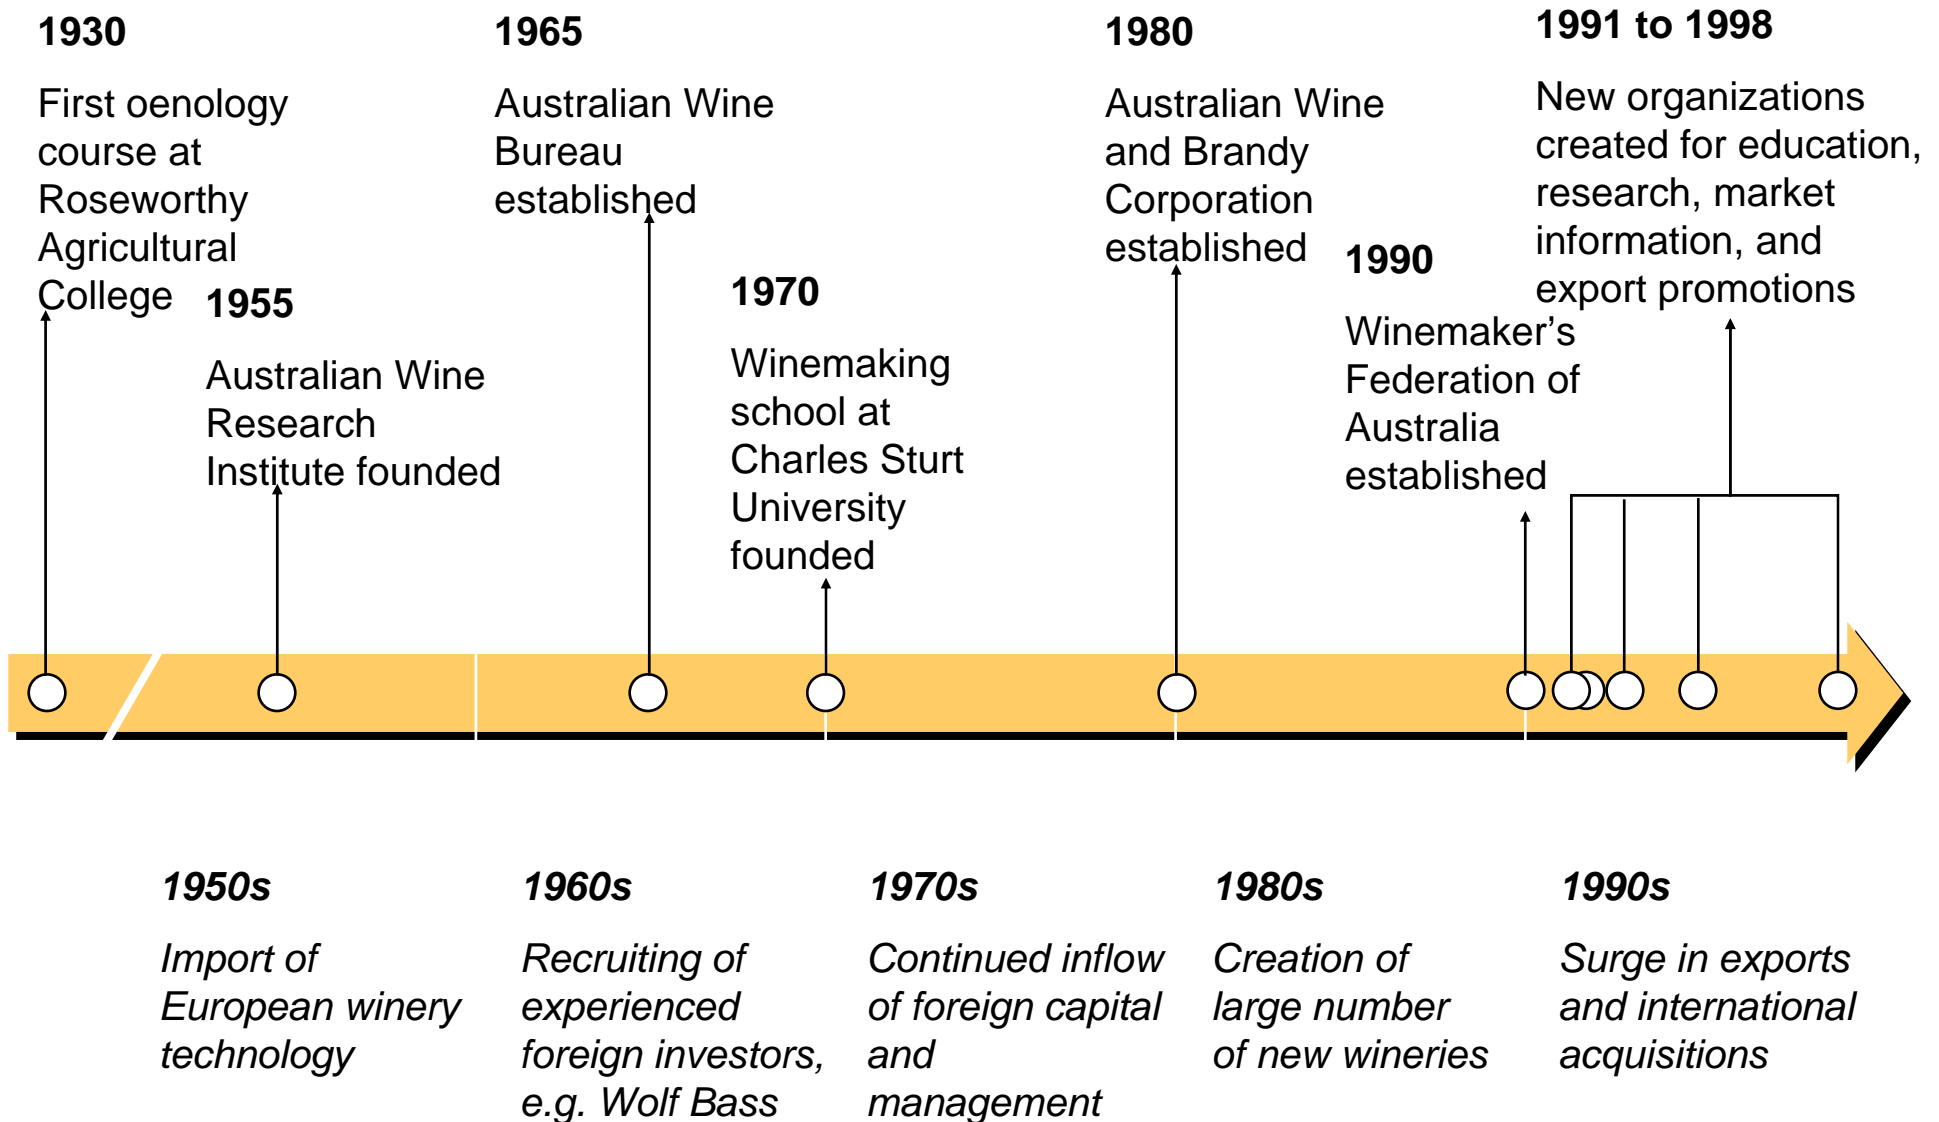 1930
First oenology
course at
Roseworthy
Agricultural
College
1955
Australian Wine
Research
Institute founded
1965
Australian Wine
Bureau
established
1970
Winemaking
school at
Charles Sturt
University
founded
1980
Australian Wine
and Brandy
Corporation
established
1990
Winemaker’s
Federation of
Australia
established
1991 to 1998
New organizations
created for education,
research, market
information, and
export promotions
1950s
Import of
European winery
technology
1960s
Recruiting of
experienced
foreign investors,
e.g. Wolf Bass
1970s
Continued inflow
of foreign capital
and
management
1980s
Creation of
large number
of new wineries
1990s
Surge in exports
and international
acquisitions